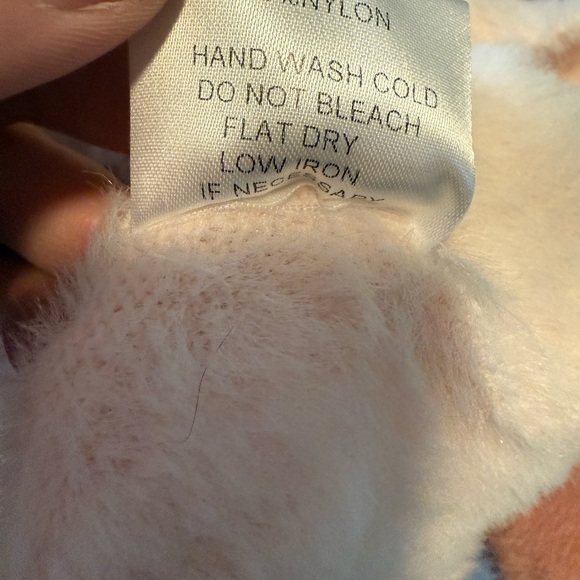 NYLON
HAND WASH COLD
DO NOT BLEACH
FLAT DRY
LOW IRON
IF NECESSARY